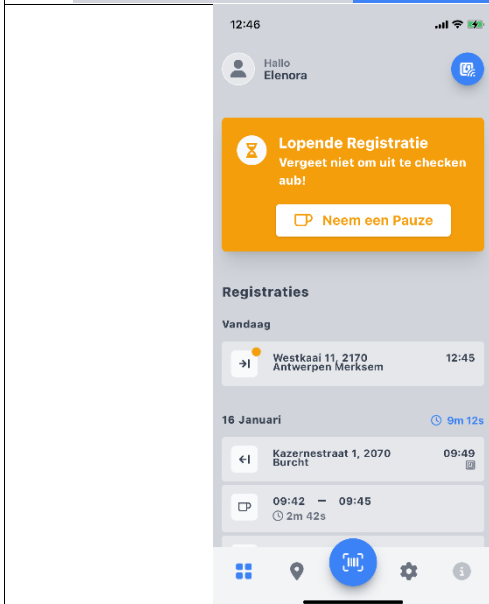 12:46
Hallo
Elenora
Lopende Registratie
Vergeet niet om uit te checken
aub!
Neem een Pauze
Registraties
Vandaag
Westkaai 11, 2170 12:45
Antwerpen Merksem
16 Januari 9m 12s
Kazernestraat 1, 2070 09:49
Burcht
09:42 – 09:45
2m 42s